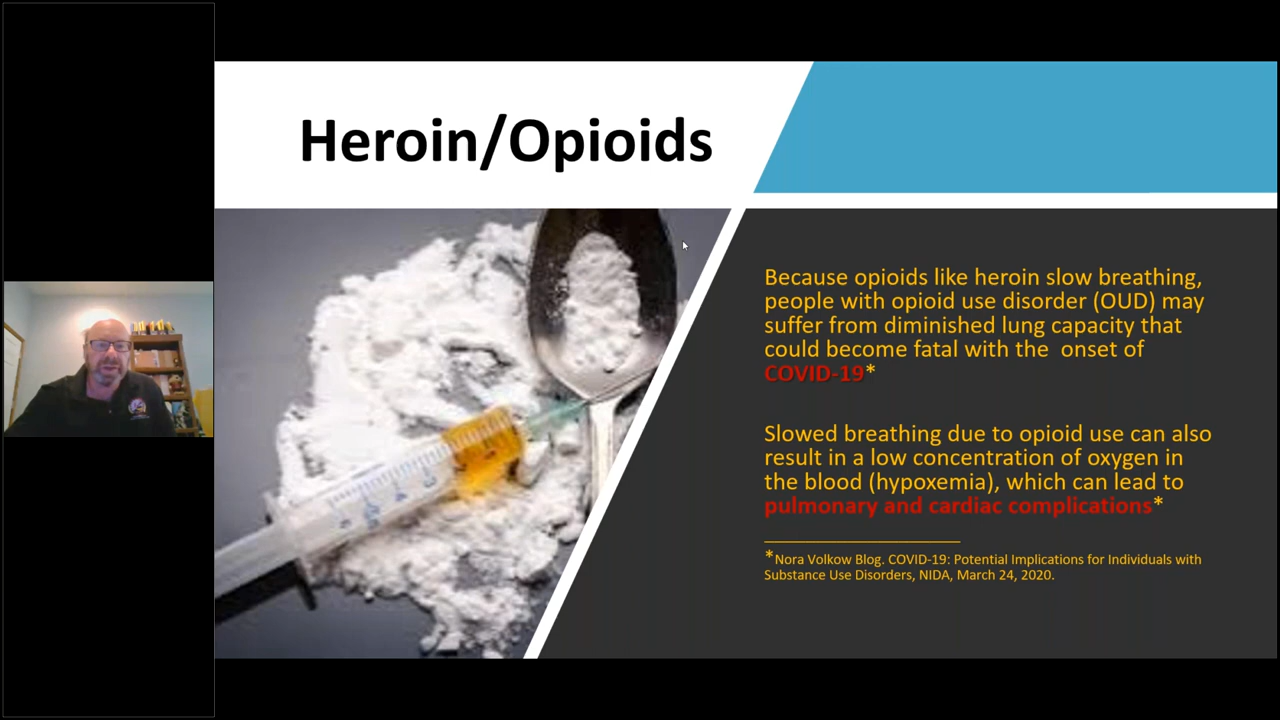 Heroin/Opioids
Because opioids like heroin slow breathing,
people with opioid use disorder (OUD) may
suffer from diminished lung capacity that
could become fatal with the onset of
COVID-19*
Slowed breathing due to opioid use can also
result in a low concentration of oxygen in
the blood (hypoxemia), which can lead to
pulmonary and cardiac complications*
*Nora Volkow Blog. COVID-19: Potential Implications for Individuals with
Substance Use Disorders, NIDA, March 24, 2020.